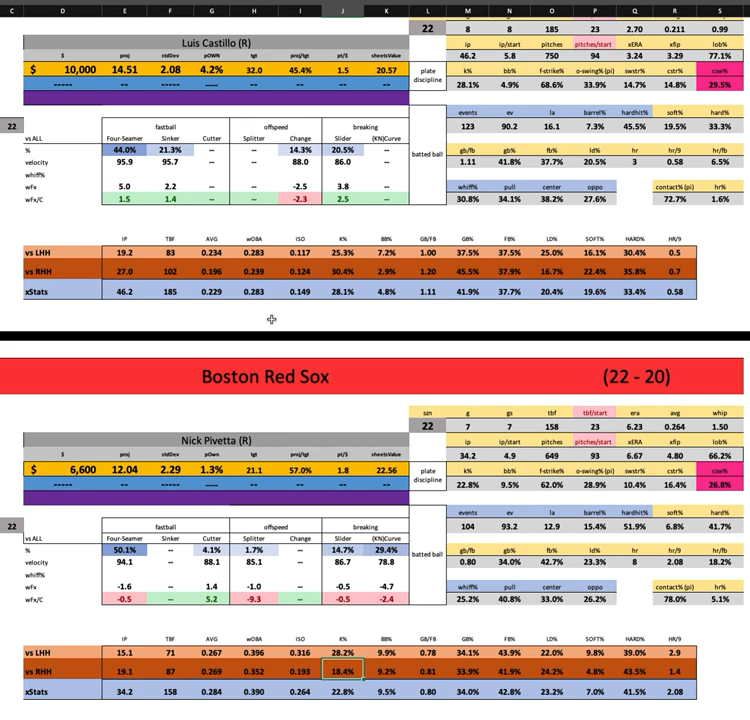 C D E F G H I J K L M N O P Q R S
22 8 8 185 23 2.70 0.211 0.99
Luis Castillo (R) ip ip/start pitches pitches/start xERA xfip lob%
$ proj stdDev pOWN tgt proj/tgt pt/$ sheetsValue 46.2 5.8 750 94 3.24 3.29 77.1%
$ 10,000 14.51 2.08 4.2% 32.0 45.4% 1.5 20.57 plate discipline k% bb% f-strike% o-swing% (pi) swstr% cstr% csw%
----- -- -- ----- -- -- -- -- 28.1% 4.9% 68.6% 33.9% 14.7% 14.8% 29.5%
events ev la barrel% hardhit% soft% hard%
22 fastball offspeed breaking 123 90.2 16.1 7.3% 45.5% 19.5% 33.3%
vs ALL Four-Seamer Sinker Cutter Splitter Change Slider (KN)Curve
% 44.0% 21.3% -- -- 14.3% 20.5% -- batted ball gb/fb gb% fb% ld% hr hr/9 hr/fb
velocity 95.9 95.7 -- -- 88.0 86.0 -- 1.11 41.8% 37.7% 20.5% 3 0.58 6.5%
whiff%
wFx 5.0 2.2 -2.5 3.8 whiff% pull center oppo contact% (pi) hr%
wFx/C 1.5 1.4 -- -- -2.3 2.5 -- 30.8% 34.1% 38.2% 27.6% 72.7% 1.6%
IP TBF AVG wOBA ISO K% BB% GB/FB GB% FB% LD% SOFT% HARD% HR/9
vs LHH 19.2 83 0.234 0.283 0.117 25.3% 7.2% 1.00 37.5% 37.5% 25.0% 16.1% 30.4% 0.5
vs RHH 27.0 102 0.196 0.239 0.124 30.4% 2.9% 1.20 45.5% 37.9% 16.7% 22.4% 35.8% 0.7
xStats 46.2 185 0.229 0.283 0.149 28.1% 4.8% 1.11 41.9% 37.7% 20.4% 19.6% 33.4% 0.58
Boston Red Sox (22 - 20)
szn g gs tbf tbf/start era avg whip
22 7 7 158 23 6.23 0.264 1.50
Nick Pivetta (R) ip ip/start pitches pitches/start xERA xfip lob%
$ proj stdDev pOwn tgt proj/tgt pt/$ sheetsValue 34.2 4.9 649 93 6.67 4.80 66.2%
$ 6,600 12.04 2.29 1.3% 21.1 57.0% 1.8 22.56 plate discipline k% bb% f-strike% o-swing% (pi) swstr% cstr% csw%
----- -- -- ----- -- -- -- -- 22.8% 9.5% 62.0% 28.9% 10.4% 16.4% 26.8%
events ev la barrel% hardhit% soft% hard%
22 fastball offspeed breaking 104 93.2 12.9 15.4% 51.9% 6.8% 41.7%
vs ALL Four-Seamer Sinker Cutter Splitter Change Slider (KN)Curve
% 50.1% -- 4.1% 1.7% -- 14.7% 29.4% batted ball gb/fb gb% fb% ld% hr hr/9 hr/fb
velocity 94.1 -- 88.1 85.1 -- 86.7 78.8 0.80 34.0% 42.7% 23.3% 8 2.08 18.2%
whiff%
wFx -1.6 1.4 -1.0 -0.5 -4.7 whiff% pull center oppo contact% (pi) hr%
wFx/C -0.5 -- 5.2 -9.3 -- -0.5 -2.4 25.2% 40.8% 33.0% 26.2% 78.0% 5.1%
IP TBF AVG wOBA ISO K% BB% GB/FB GB% FB% LD% SOFT% HARD% HR/9
vs LHH 15.1 71 0.267 0.396 0.316 28.2% 9.9% 0.78 34.1% 43.9% 22.0% 9.8% 39.0% 2.9
vs RHH 19.1 87 0.269 0.352 0.193 18.4% 9.2% 0.81 33.9% 41.9% 24.2% 4.8% 43.5% 1.4
xStats 34.2 158 0.284 0.390 0.264 22.8% 9.5% 0.80 34.0% 42.8% 23.2% 7.0% 41.5% 2.08